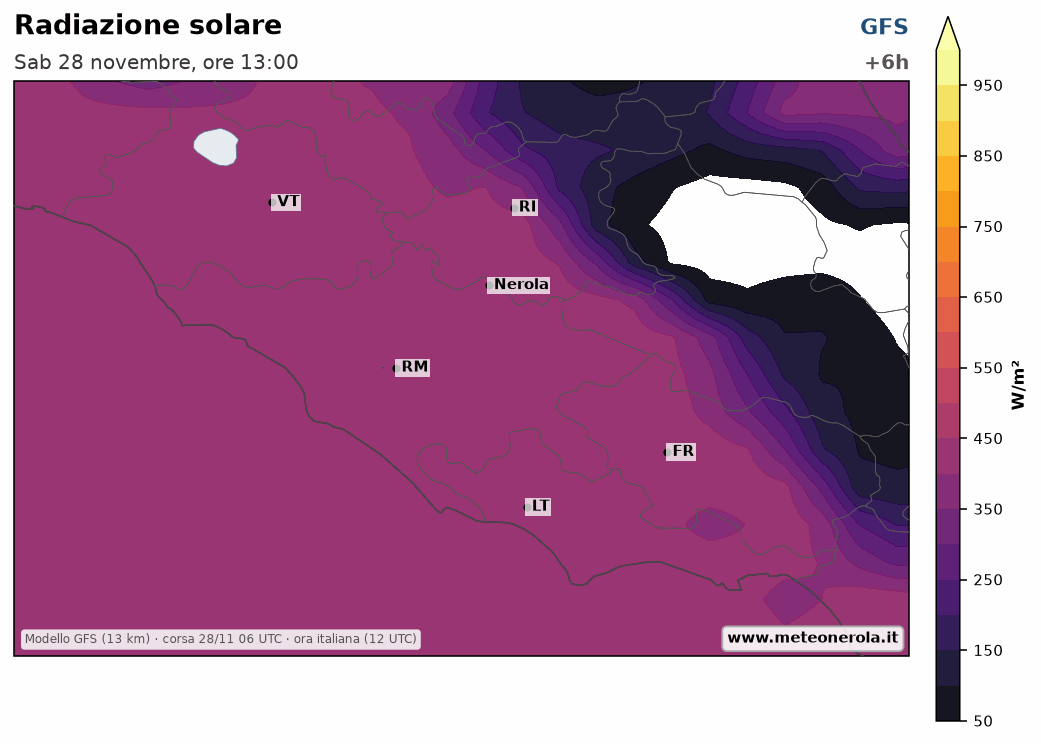 Radiazione solare
GFS
Sab 28 novembre, ore 13:00
+6h
950
850
750
650
550
450
350
250
150
50
W/m²
VT
RI
Nerola
RM
FR
LT
Modello GFS (13 km) · corsa 28/11 06 UTC · ora italiana (12 UTC)
www.meteonerola.it